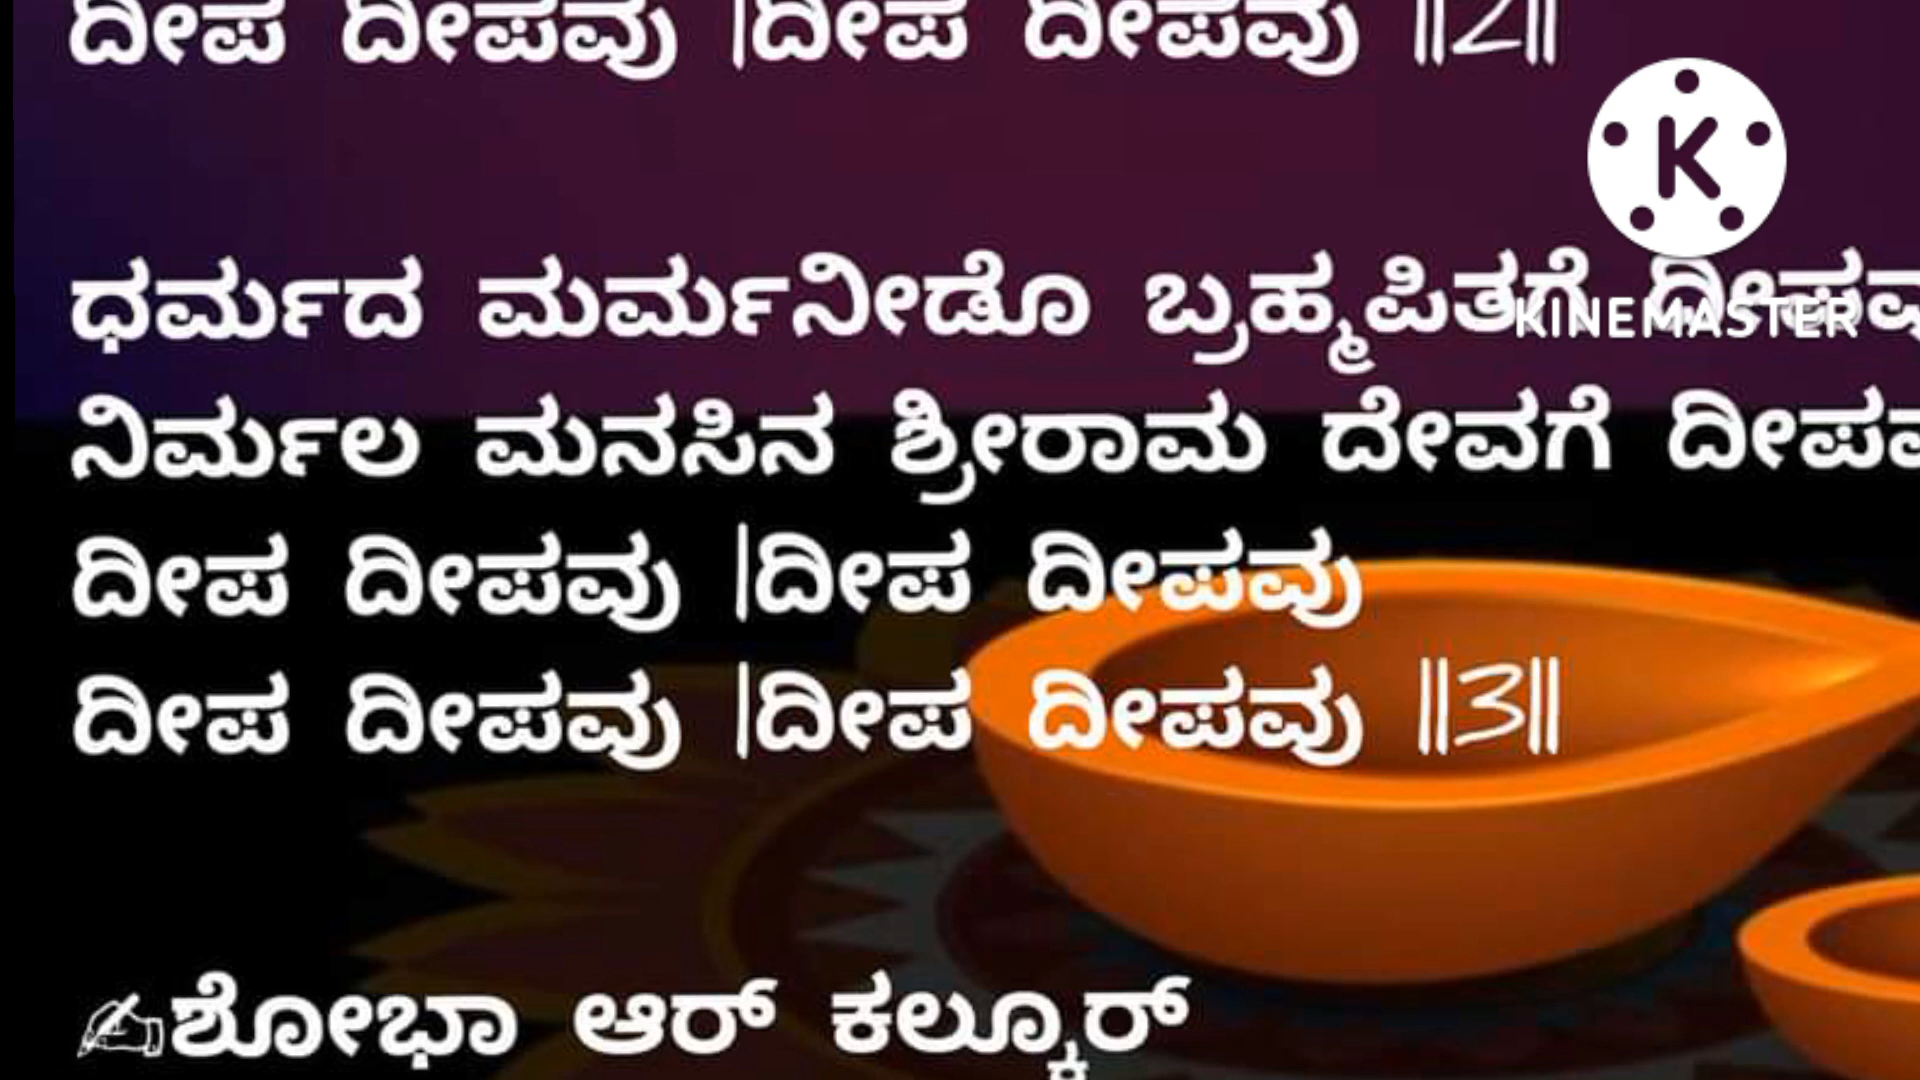 ದೀಪ ದೀಪವು |ದೀಪ ದೀಪವು ||2||
ಧರ್ಮದ ಮರ್ಮನೀಡೊ ಬ್ರಹ್ಮಪಿತಗೆ
ನಿರ್ಮಲ ಮನಸಿನ ಶ್ರೀರಾಮ ದೇವಗೆ
ದೀಪ ದೀಪವು |ದೀಪ ದೀಪವು
ದೀಪ ದೀಪವು |ದೀಪ ದೀಪವು ||3||
✍ಶೋಭಾ ಆರ್ ಕಲ್ಕೂರ್
K
KINEMASTER